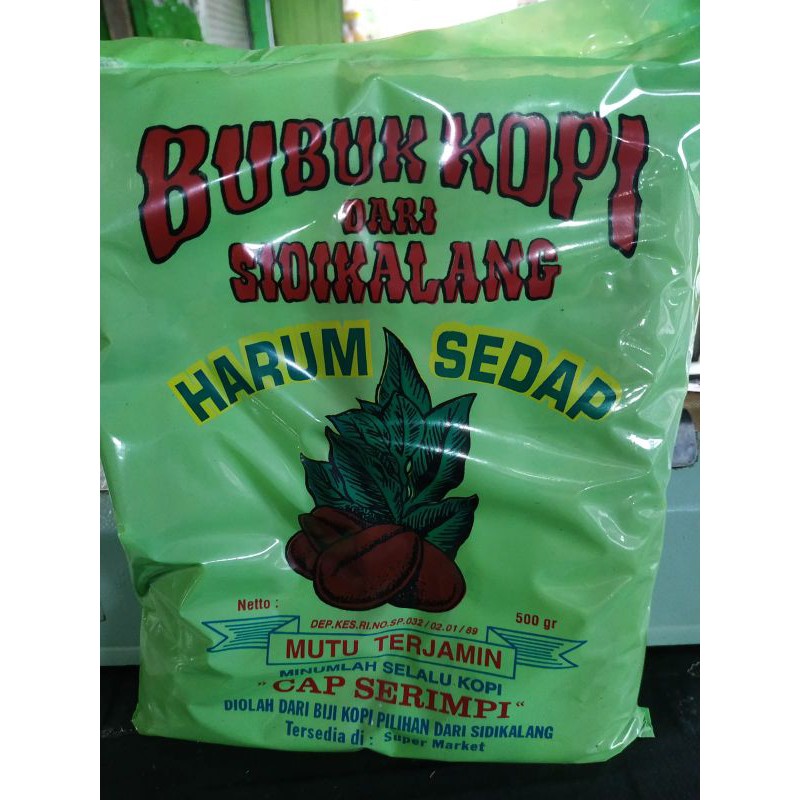 BUBUK KOPI
DARI
SIDIKALANG
HARUM SEDAP
Netto : 500 gr
DEP.KES.RI.NO.SP.032/02.01/89
MUTU TERJAMIN
MINUMLAH SELALU KOPI
"CAP SERIMPI"
DIOLAH DARI BIJI KOPI PILIHAN DARI SIDIKALANG
Tersedia di : Super Market